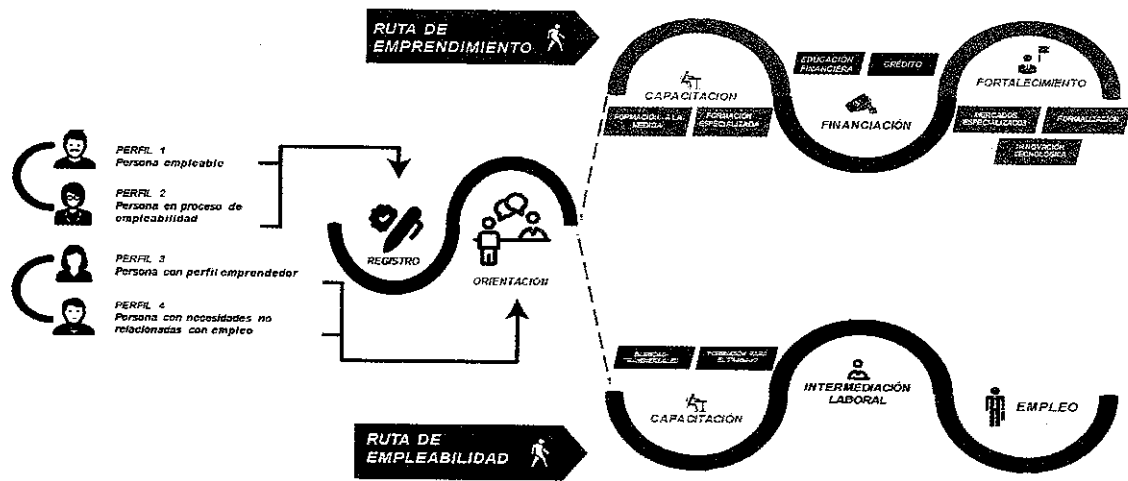 RUTA DE
EMPRENDIMIENTO
CAPACITACION
FORMACIÓN A LA
MEDIDA
FORMACIÓN
ESPECIALIZADA
EDUCACIÓN
FINANCIERA
CRÉDITO
FINANCIACIÓN
FORTALECIMIENTO
MERCADOS
ESPECIALIZADOS
FORMALIZACIÓN
INNOVACIÓN
TECNOLÓGICA
PERFIL 1
Persona empleable
PERFIL 2
Persona en proceso de
empleabilidad
PERFIL 3
Persona con perfil emprendedor
PERFIL 4
Persona con necesidades no
relacionadas con empleo
REGISTRO
ORIENTACIÓN
RUTA DE
EMPLEABILIDAD
CAPACITACIÓN
INTERMEDIACIÓN
LABORAL
EMPLEO